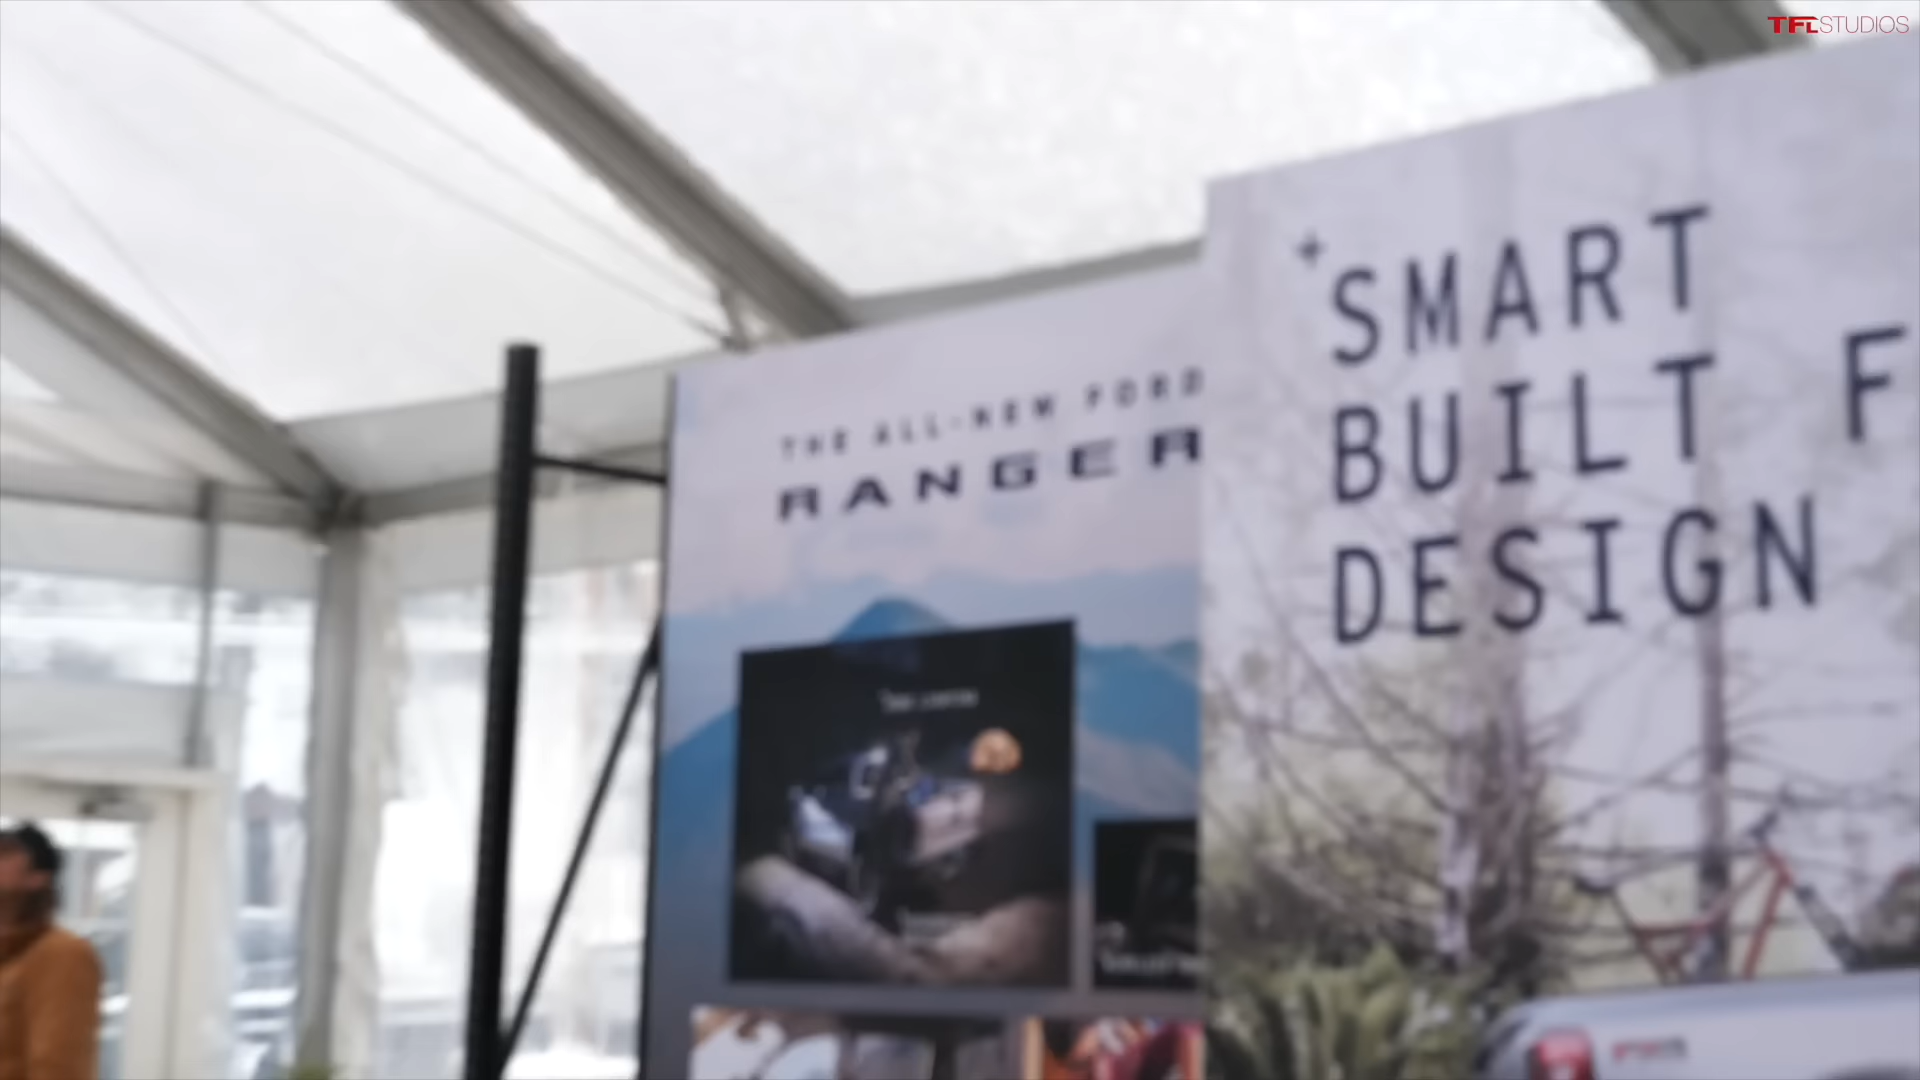 TFLSTUDIOS
THE ALL-NEW FORD
RANGER
+SMART
BUILT F
DESIGN